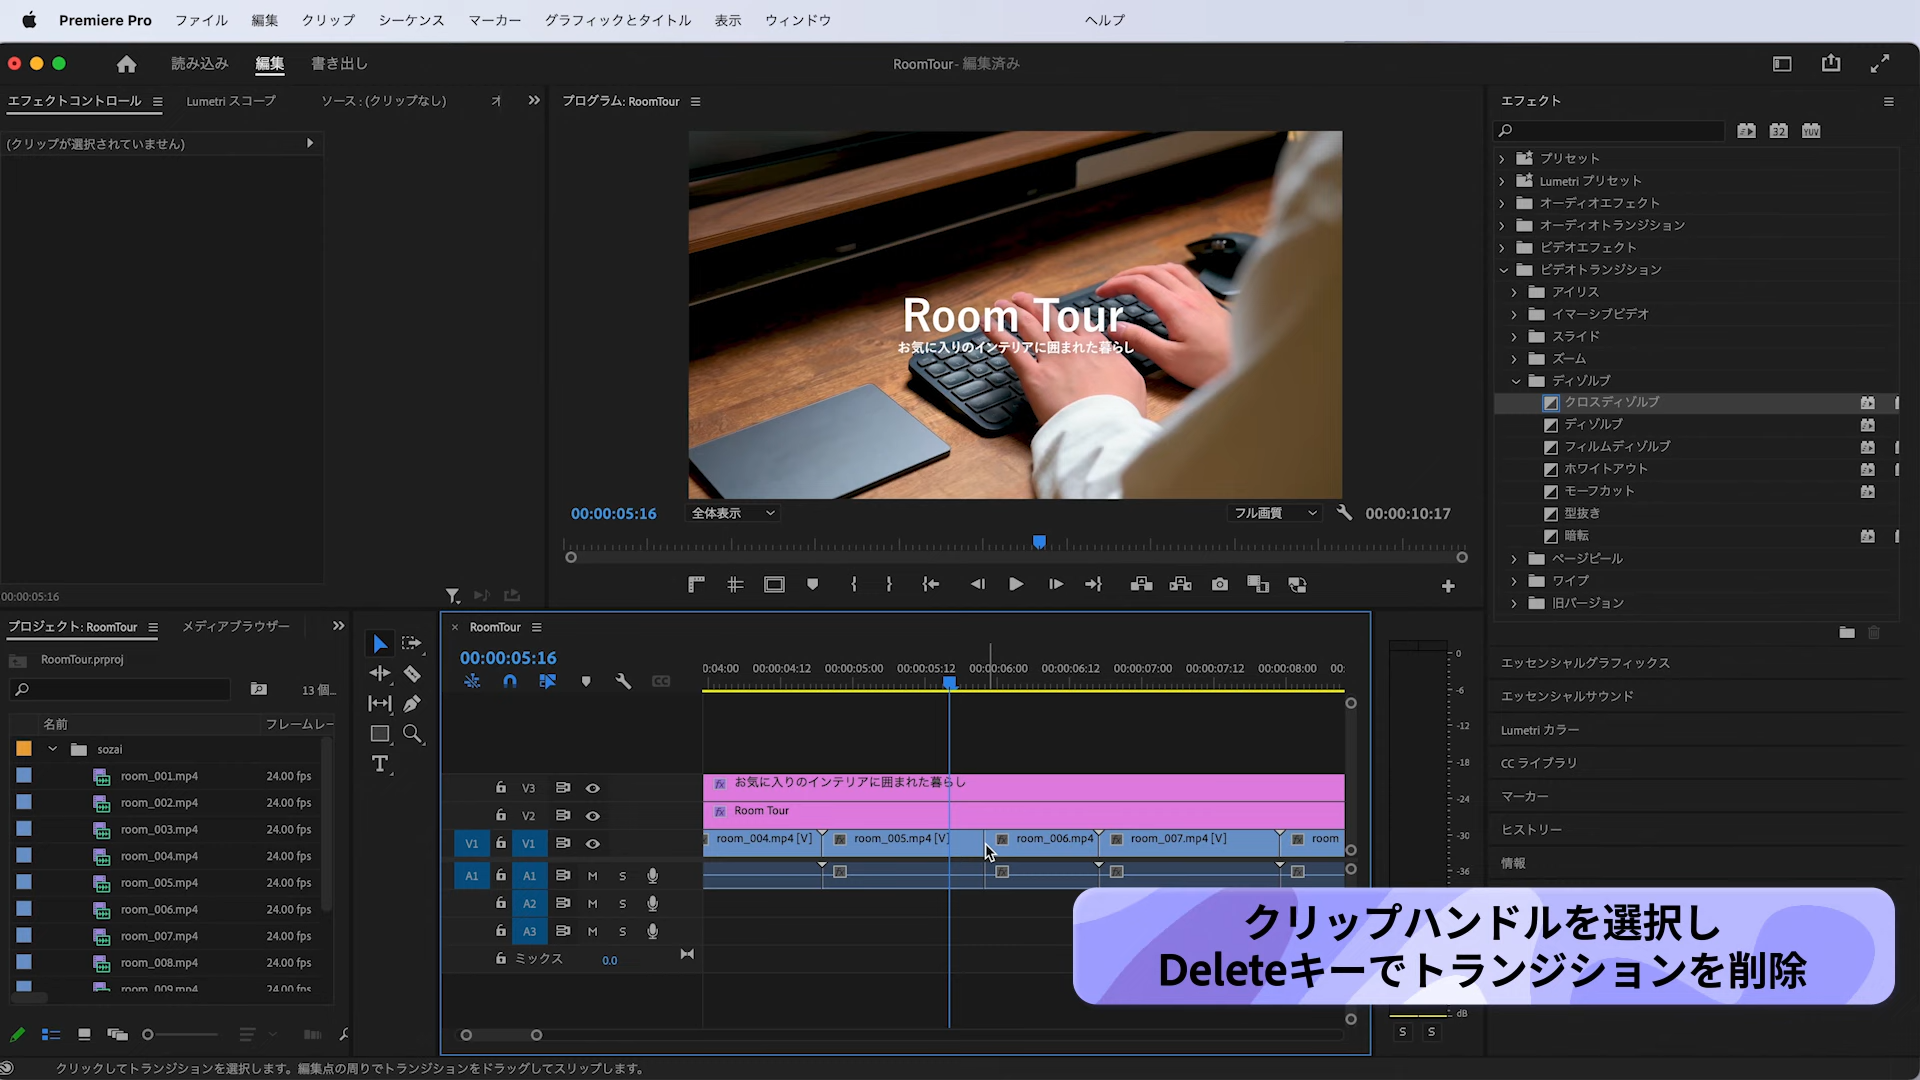 Premiere Pro ファイル 編集 クリップ シーケンス マーカー グラフィックとタイトル 表示 ウィンドウ ヘルプ
読み込み 編集 書き出し RoomTour - 編集済み
エフェクトコントロール Lumetri スコープ ソース : (クリップなし) オ
(クリップが選択されていません)
00:00:05:16
プログラム: RoomTour
Room Tour
お気に入りのインテリアに囲まれた暮らし
00:00:05:16 全体表示 フル画質 00:00:10:17
エフェクト
32 YUV
プリセット
Lumetri プリセット
オーディオエフェクト
オーディオトランジション
ビデオエフェクト
ビデオトランジション
アイリス
イマーシブビデオ
スライド
ズーム
ディゾルブ
クロスディゾルブ
ディゾルブ
フィルムディゾルブ
ホワイトアウト
モーフカット
型抜き
暗転
ページピール
ワイプ
旧バージョン
エッセンシャルグラフィックス
エッセンシャルサウンド
Lumetri カラー
CC ライブラリ
マーカー
ヒストリー
情報
プロジェクト: RoomTour メディアブラウザー
RoomTour.prproj
13 個...
名前 フレームレー
sozai
room_001.mp4 24.00 fps
room_002.mp4 24.00 fps
room_003.mp4 24.00 fps
room_004.mp4 24.00 fps
room_005.mp4 24.00 fps
room_006.mp4 24.00 fps
room_007.mp4 24.00 fps
room_008.mp4 24.00 fps
room_009.mp4 24.00 fps
RoomTour
00:00:05:16
0:04:00 00:00:04:12 00:00:05:00 00:00:05:12 00:00:06:00 00:00:06:12 00:00:07:00 00:00:07:12 00:00:08:00 00:
V3 お気に入りのインテリアに囲まれた暮らし
V2 Room Tour
V1 V1 room_004.mp4 [V] room_005.mp4 [V] room_006.mp4 room_007.mp4 [V] room
A1 A1 M S
A2 M S
A3 M S
ミックス 0.0
0
-6
-12
-18
-24
-30
-36
dB
S S
クリップハンドルを選択し
Deleteキーでトランジションを削除
クリックしてトランジションを選択します。編集点の周りでトランジションをドラッグしてスリップします。